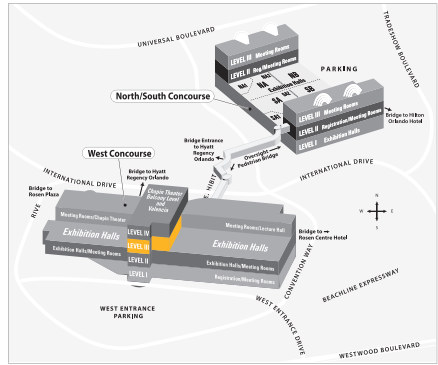 UNIVERSAL BOULEVARD
TRADESHOW BOULEVARD
LEVEL III Meeting Rooms
LEVEL II Reg/Meeting Rooms
PARKING
NA2
NB
NA1
NA
Exhibition Halls
SA
SB
SA1
North/South Concourse
LEVEL III Meeting Rooms
LEVEL II Registration/Meeting Rooms
LEVEL I Exhibition Halls
Bridge to Hilton
Orlando Hotel
Bridge Entrance
to Hyatt
Regency
Orlando
Oversight
Pedestrian Bridge
INTERNATIONAL DRIVE
West Concourse
Bridge to Hyatt
Regency Orlando
INTERNATIONAL DRIVE
Bridge to
Rosen Plaza
Chapin Theater
Balcony Level
and
Valencia
RIVE
Meeting Rooms/Chapin Theater
LEVEL IV
Meeting Rooms/Lecture Hall
Exhibition Halls
LEVEL III
Exhibition Halls
Exhibition Halls/Meeting Rooms
LEVEL II
Exhibition Halls/Meeting Rooms
LEVEL I
Registration/Meeting Rooms
Bridge to
Rosen Centre Hotel
N
W E
S
CONVENTION WAY
WEST ENTRANCE
PARKING
WEST ENTRANCE DRIVE
BEACHLINE EXPRESSWAY
WESTWOOD BOULEVARD